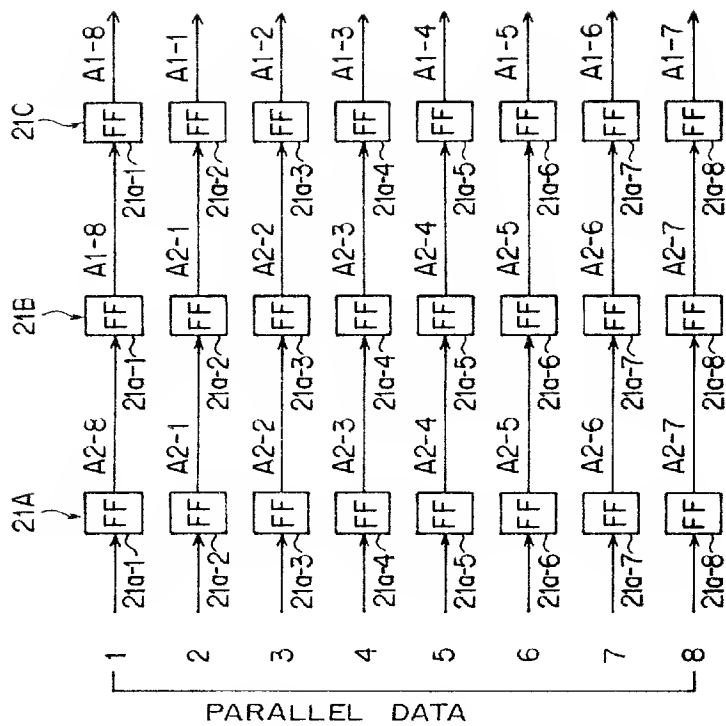 A1-8 A1-1 A1-2 A1-3 A1-4 A1-5 A1-6 A1-7
21C
FF FF FF FF FF FF FF FF
21a-1 21a-2 21a-3 21a-4 21a-5 21a-6 21a-7 21a-8
A1-8 A2-1 A2-2 A2-3 A2-4 A2-5 A2-6 A2-7
21B
FF FF FF FF FF FF FF FF
21a-1 21a-2 21a-3 21a-4 21a-5 21a-6 21a-7 21a-8
A2-8 A2-1 A2-2 A2-3 A2-4 A2-5 A2-6 A2-7
21A
FF FF FF FF FF FF FF FF
21a-1 21a-2 21a-3 21a-4 21a-5 21a-6 21a-7 21a-8
1 2 3 4 5 6 7 8
PARALLEL DATA